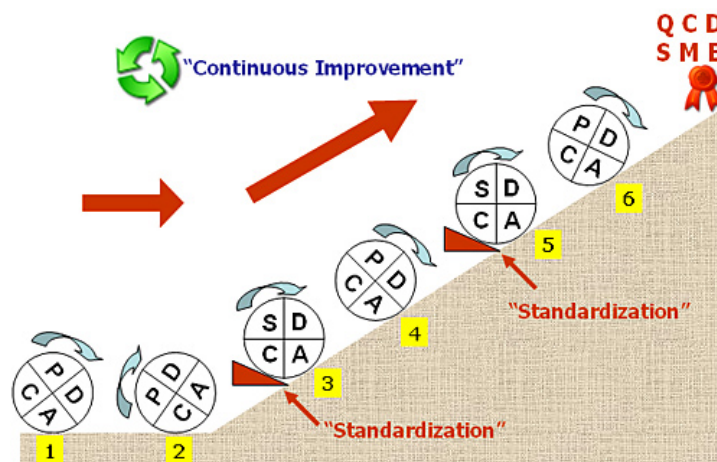 Q C D
S M E
"Continuous Improvement"
P D
C A
6
S D
C A
5
"Standardization"
P D
C A
4
S D
C A
3
"Standardization"
P D
C A
1
P D
C A
2